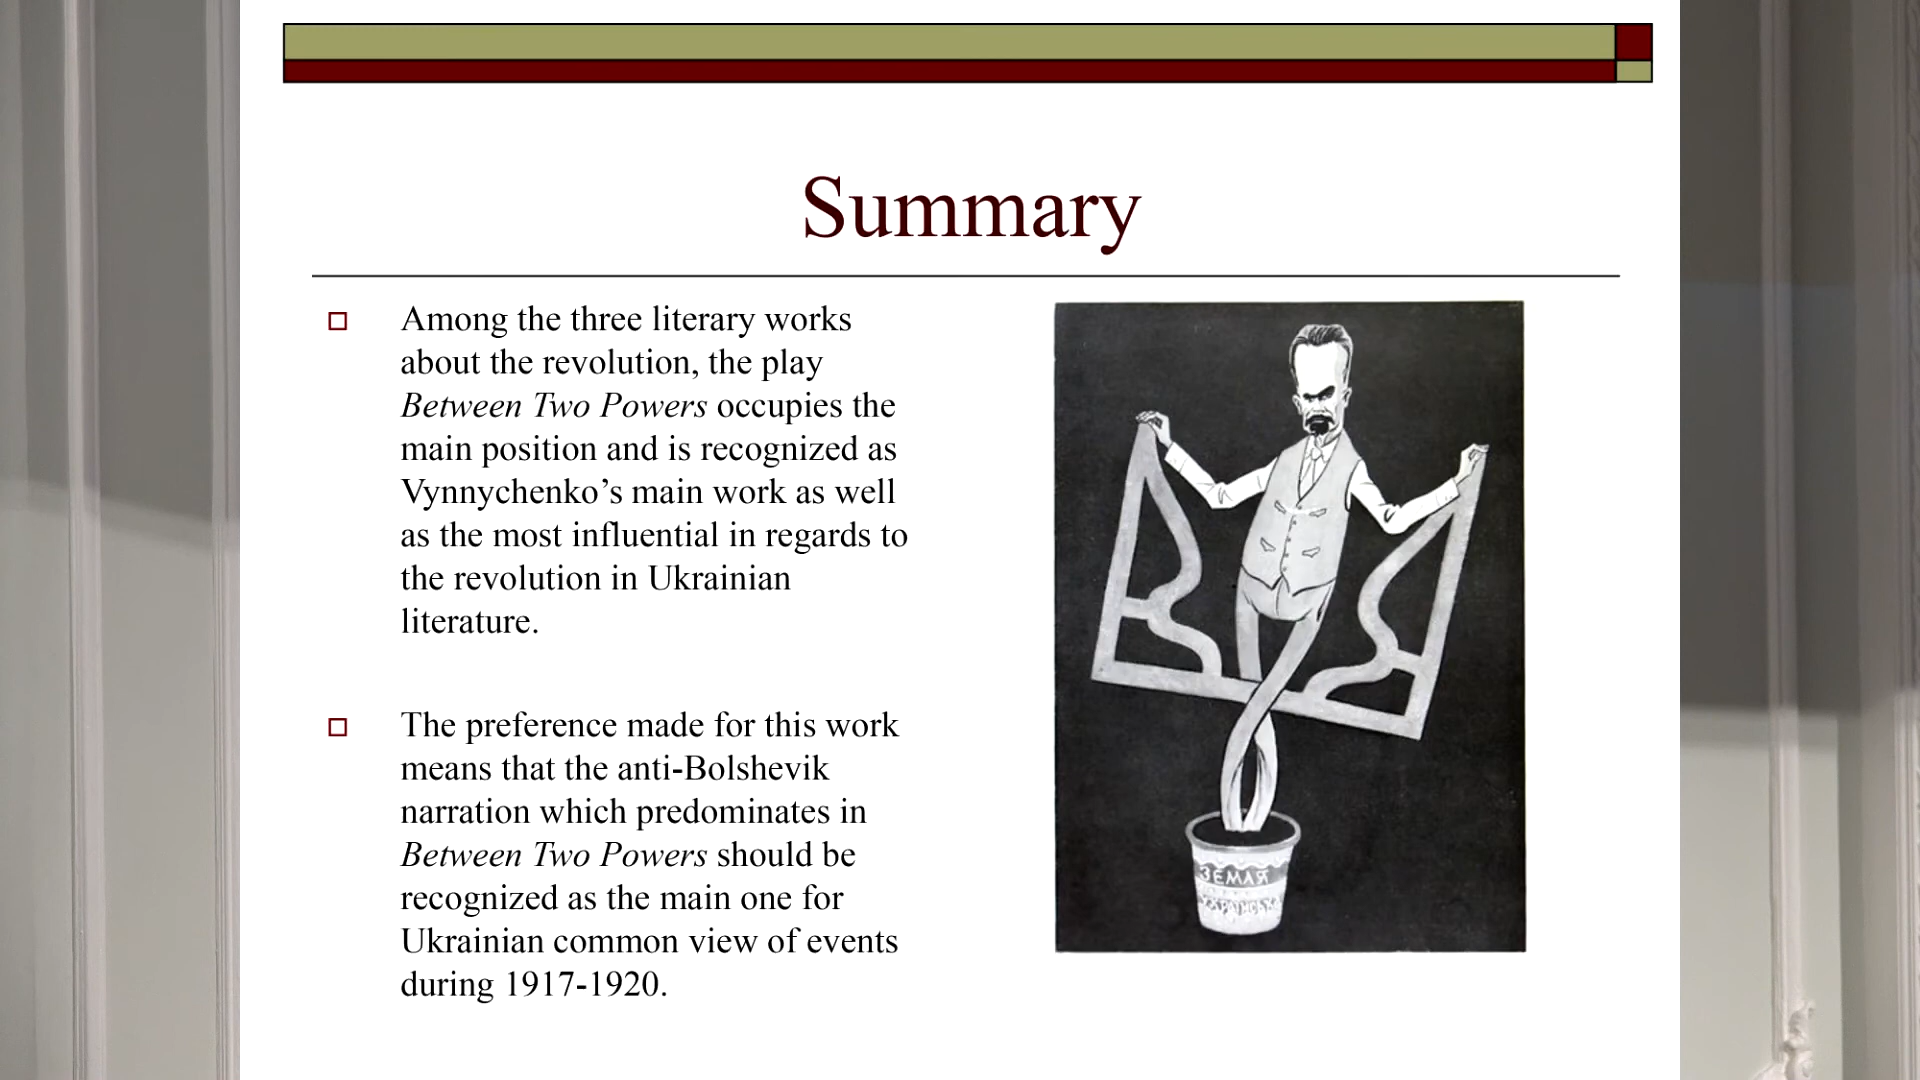 Summary
Among the three literary works
about the revolution, the play
Between Two Powers occupies the
main position and is recognized as
Vynnychenko’s main work as well
as the most influential in regards to
the revolution in Ukrainian
literature.
The preference made for this work
means that the anti-Bolshevik
narration which predominates in
Between Two Powers should be
recognized as the main one for
Ukrainian common view of events
during 1917-1920.
ЗЕМЛЯ